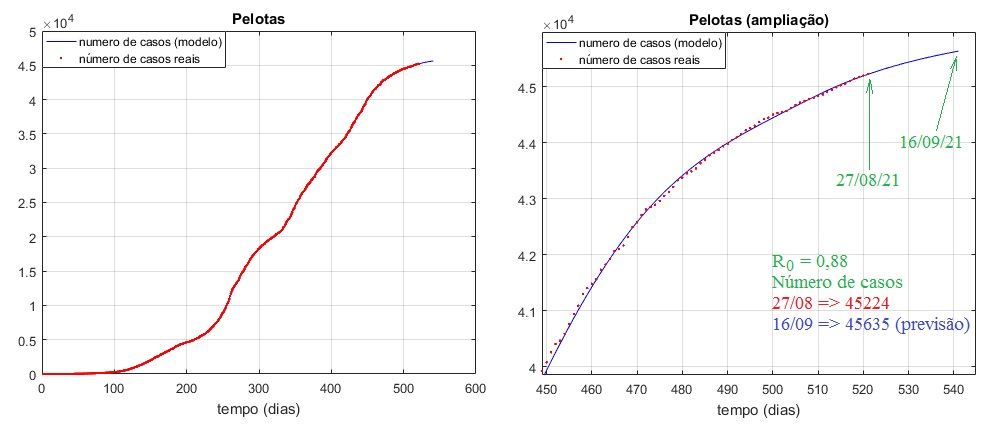 Pelotas
×10⁴
numero de casos (modelo)
número de casos reais
5
4.5
4
3.5
3
2.5
2
1.5
1
0.5
0
0 100 200 300 400 500 600
tempo (dias)
Pelotas (ampliação)
×10⁴
numero de casos (modelo)
número de casos reais
4.5
4.4
4.3
4.2
4.1
4
16/09/21
27/08/21
R₀ = 0,88
Número de casos
27/08 => 45224
16/09 => 45635 (previsão)
450 460 470 480 490 500 510 520 530 540
tempo (dias)